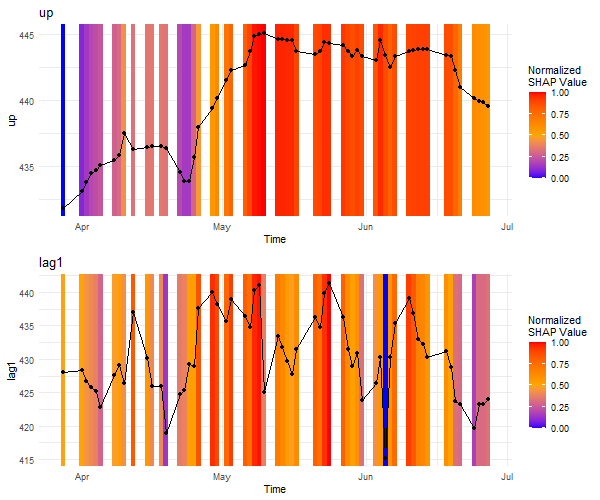 up
445
440
435
up
Apr
May
Jun
Jul
Time
Normalized
SHAP Value
1.00
0.75
0.50
0.25
0.00
lag1
440
435
430
425
420
415
lag1
Apr
May
Jun
Jul
Time
Normalized
SHAP Value
1.00
0.75
0.50
0.25
0.00